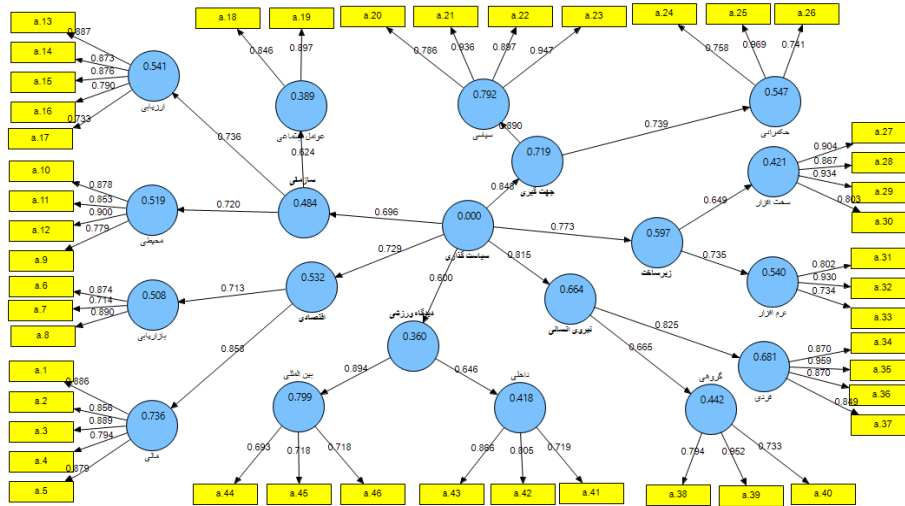 a.18
a.19
a.20
a.21
a.22
a.23
a.24
a.25
a.26
a.13
a.14
a.15
a.16
a.17
0.887
0.873
0.876
0.790
0.733
0.541
ارزیابی
0.846
0.897
0.389
عوامل اجتماعی
0.786
0.936
0.897
0.947
0.792
سیاسی
0.758
0.969
0.741
0.547
حکمرانی
0.736
0.624
0.890
0.739
0.719
جهت گیری
0.848
a.27
a.28
a.29
a.30
0.904
0.867
0.934
0.803
0.421
سخت افزار
a.10
a.11
a.12
a.9
0.878
0.853
0.900
0.779
0.519
محیطی
0.720
سازمانی
0.484
0.696
0.000
سیاست گذاری
0.773
0.649
0.597
زیرساخت
0.735
a.31
a.32
a.33
0.802
0.930
0.734
0.540
نرم افزار
a.6
a.7
a.8
0.874
0.714
0.890
0.508
بازاریابی
0.713
0.729
0.532
اقتصادی
0.600
0.815
0.664
نیروی انسانی
0.858
دیدگاه ورزشی
0.360
0.825
0.665
a.34
a.35
a.36
a.37
0.870
0.959
0.870
0.849
0.681
فردی
a.1
a.2
a.3
a.4
a.5
0.886
0.856
0.889
0.794
0.879
0.736
مالی
0.894
0.646
بین المللی
0.799
داخلی
0.418
گروهی
0.442
0.693
0.718
0.718
0.866
0.805
0.719
0.794
0.952
0.733
a.44
a.45
a.46
a.43
a.42
a.41
a.38
a.39
a.40